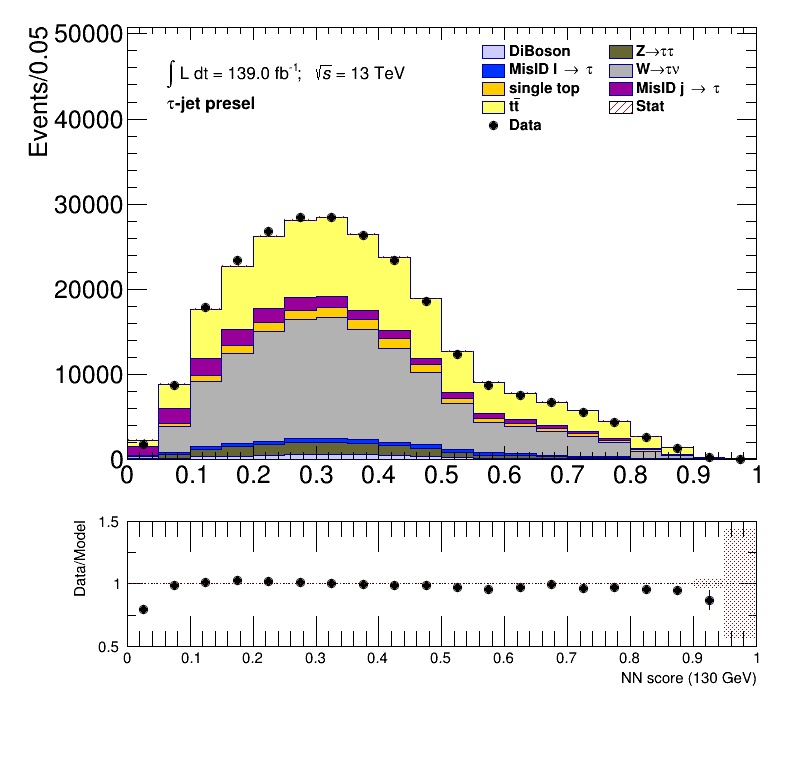 Events/0.05
50000
40000
30000
20000
10000
0
∫ L dt = 139.0 fb⁻¹; √s = 13 TeV
τ-jet presel
DiBoson
MisID l → τ
single top
tt̄
Data
Z→ττ
W→τν
MisID j → τ
Stat
0 0.1 0.2 0.3 0.4 0.5 0.6 0.7 0.8 0.9 1
Data/Model
1.5
1
0.5
0 0.1 0.2 0.3 0.4 0.5 0.6 0.7 0.8 0.9 1
NN score (130 GeV)